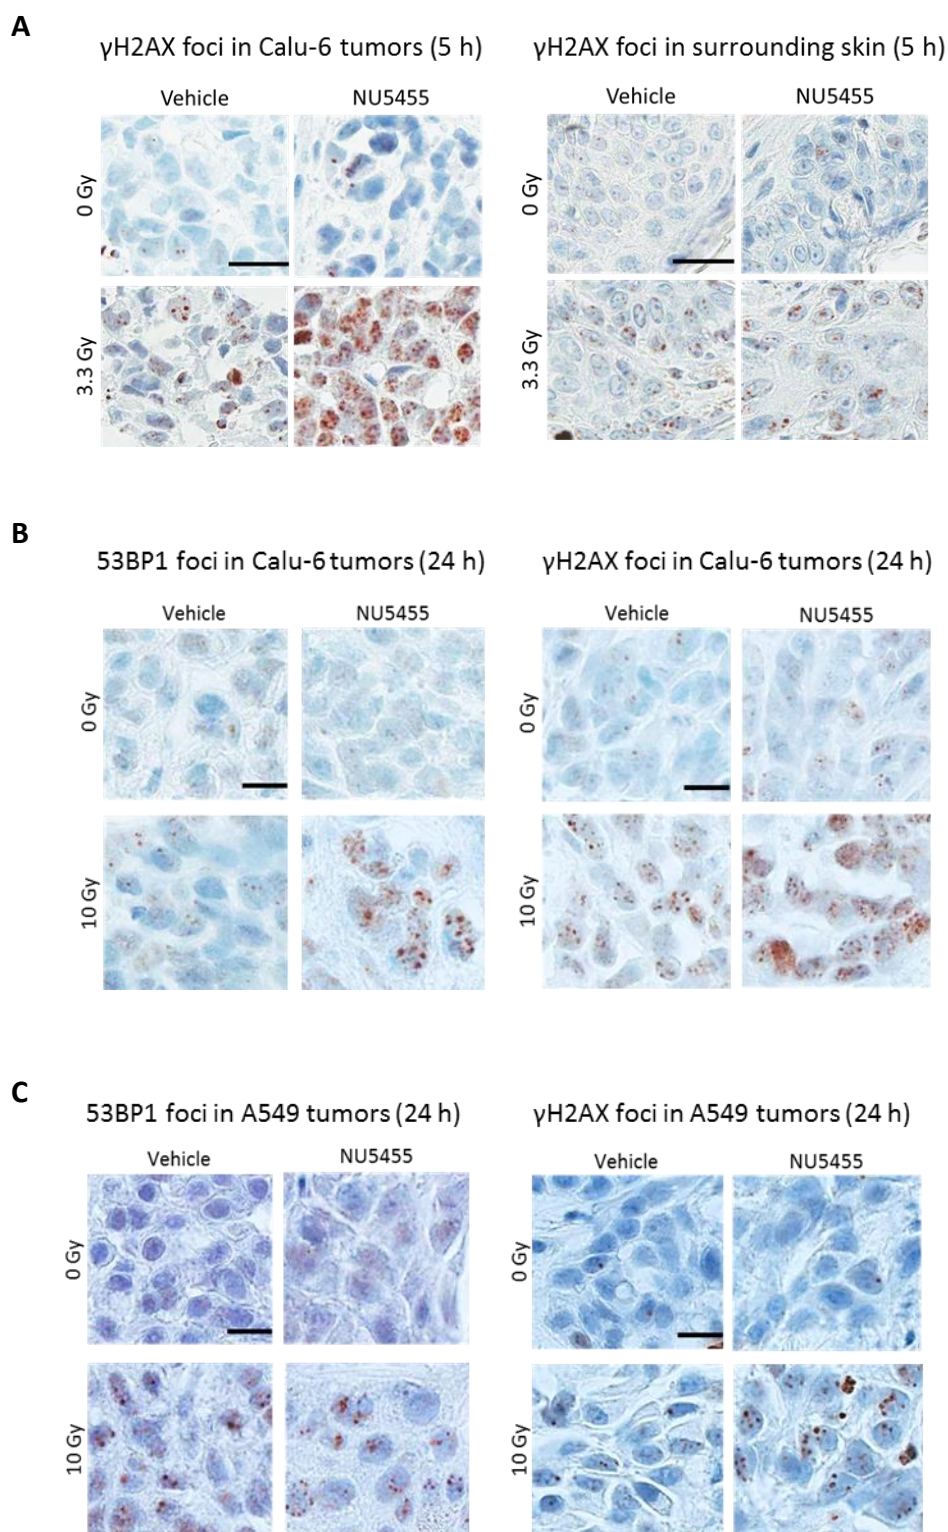 A
γH2AX foci in Calu-6 tumors (5 h)
γH2AX foci in surrounding skin (5 h)
Vehicle
NU5455
Vehicle
NU5455
0 Gy
0 Gy
3.3 Gy
3.3 Gy
B
53BP1 foci in Calu-6 tumors (24 h)
γH2AX foci in Calu-6 tumors (24 h)
Vehicle
NU5455
Vehicle
NU5455
0 Gy
0 Gy
10 Gy
10 Gy
C
53BP1 foci in A549 tumors (24 h)
γH2AX foci in A549 tumors (24 h)
Vehicle
NU5455
Vehicle
NU5455
0 Gy
0 Gy
10 Gy
10 Gy